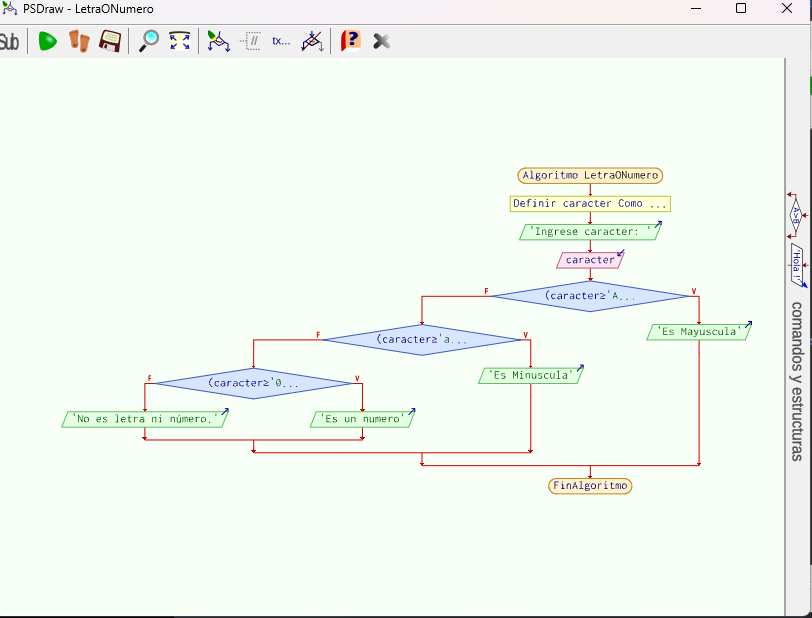 PSDraw - LetraONumero
Sub
tx...
?
Algoritmo LetraONumero
Definir caracter Como ...
'Ingrese caracter: '
caracter
F
(caracter≥'A...
V
F
(caracter≥'a...
V
'Es Mayuscula'
F
(caracter≥'0...
V
'Es Minuscula'
'No es letra ni número.'
'Es un numero'
FinAlgoritmo
A>B
'Hola !'
comandos y estructuras